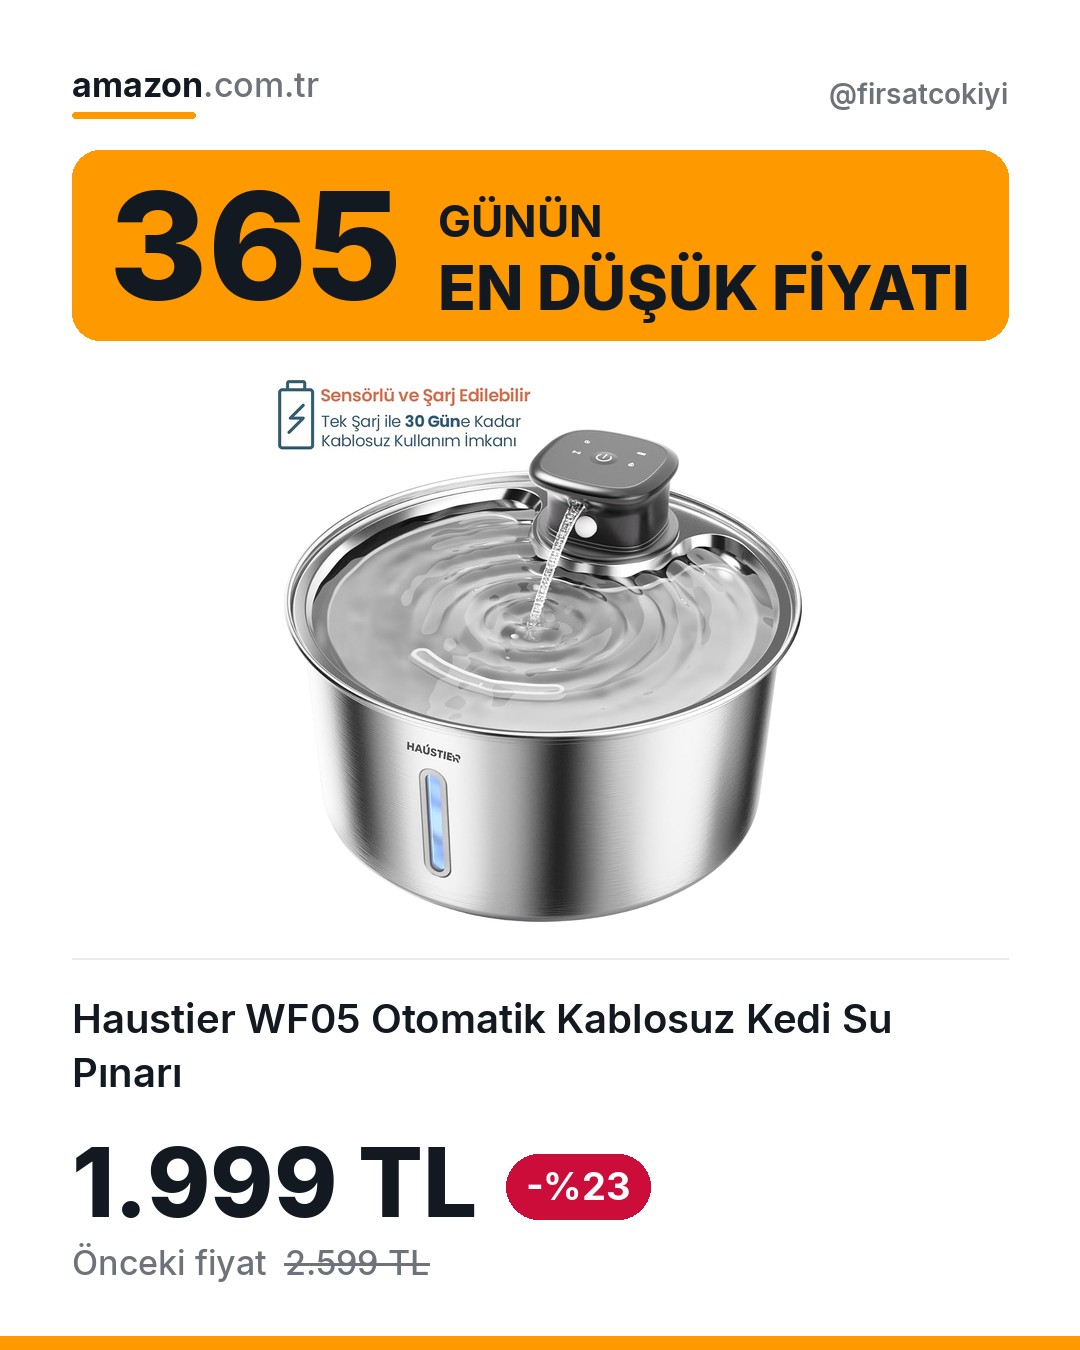 amazon.com.tr
@firsatcokiyi
365
GÜNÜN
EN DÜŞÜK FİYATI
Sensörlü ve Şarj Edilebilir
Tek Şarj ile 30 Güne Kadar
Kablosuz Kullanım İmkanı
HAÚSTIER
Haustier WF05 Otomatik Kablosuz Kedi Su
Pınarı
1.999 TL
-%23
Önceki fiyat 2.599 TL